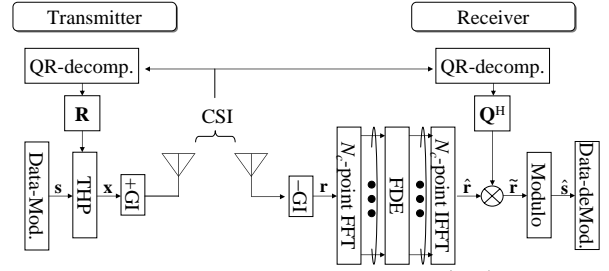 Transmitter
Receiver
QR-decomp.
QR-decomp.
CSI
R
Q^H
Data-Mod.
s
THP
x
+GI
−GI
r
N_c-point FFT
FDE
N_c-point IFFT
r̂
r̃
Modulo
ŝ
Data-deMod.